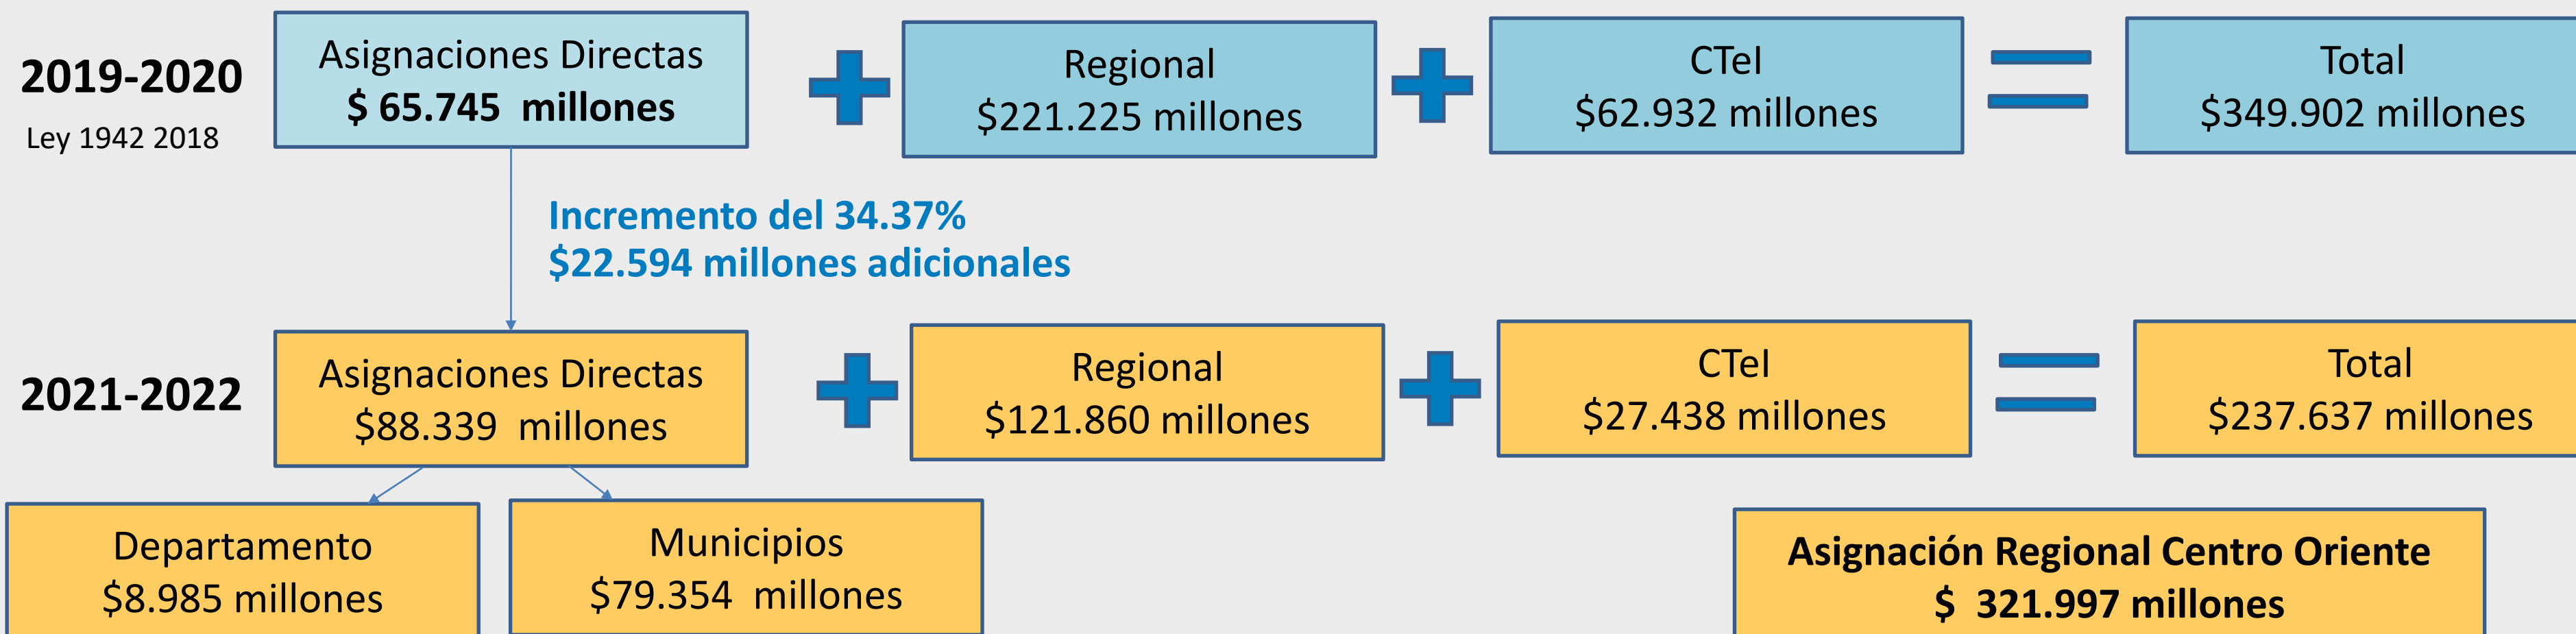 2019-2020
Ley 1942 2018
Asignaciones Directas
$ 65.745 millones
Regional
$221.225 millones
CTeI
$62.932 millones
Total
$349.902 millones
Incremento del 34.37%
$22.594 millones adicionales
2021-2022
Asignaciones Directas
$88.339 millones
Regional
$121.860 millones
CTeI
$27.438 millones
Total
$237.637 millones
Departamento
$8.985 millones
Municipios
$79.354 millones
Asignación Regional Centro Oriente
$ 321.997 millones